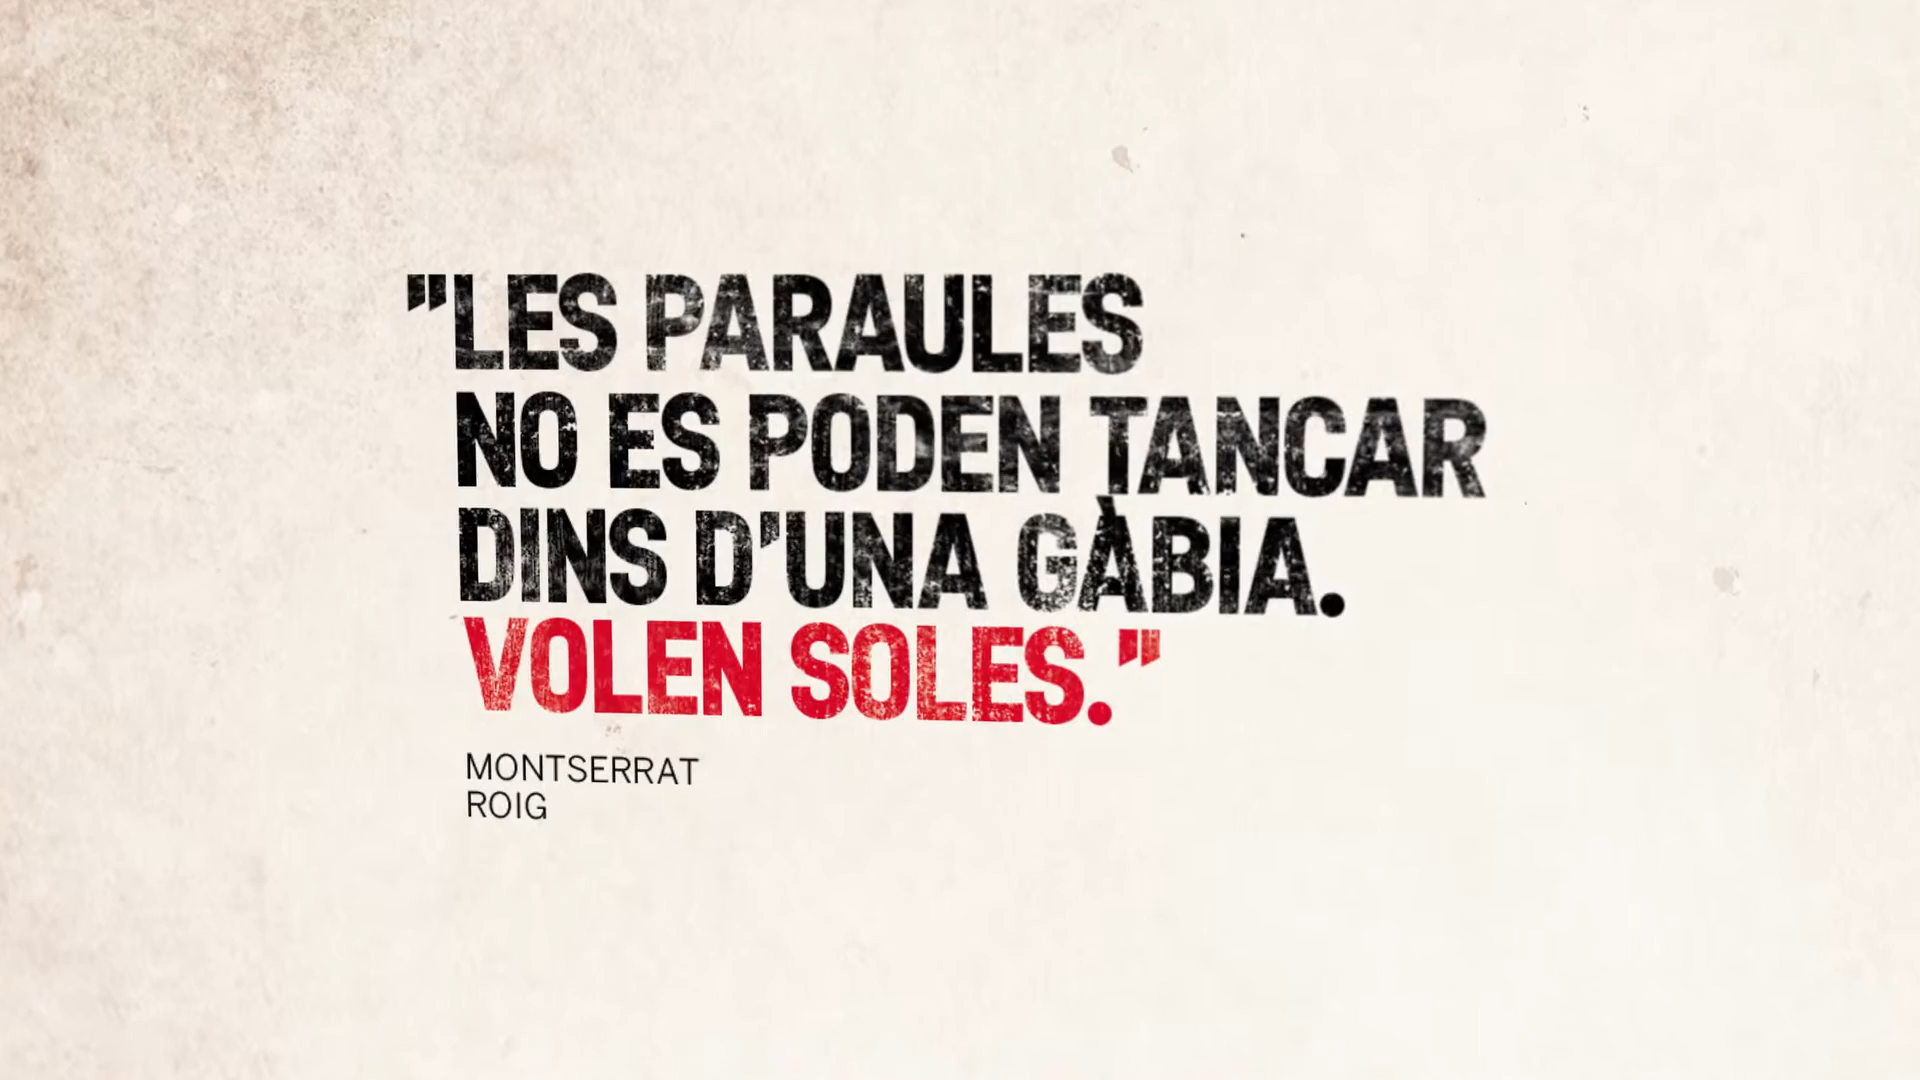 "LES PARAULES
NO ES PODEN TANCAR
DINS D'UNA GÀBIA.
VOLEN SOLES."
MONTSERRAT
ROIG